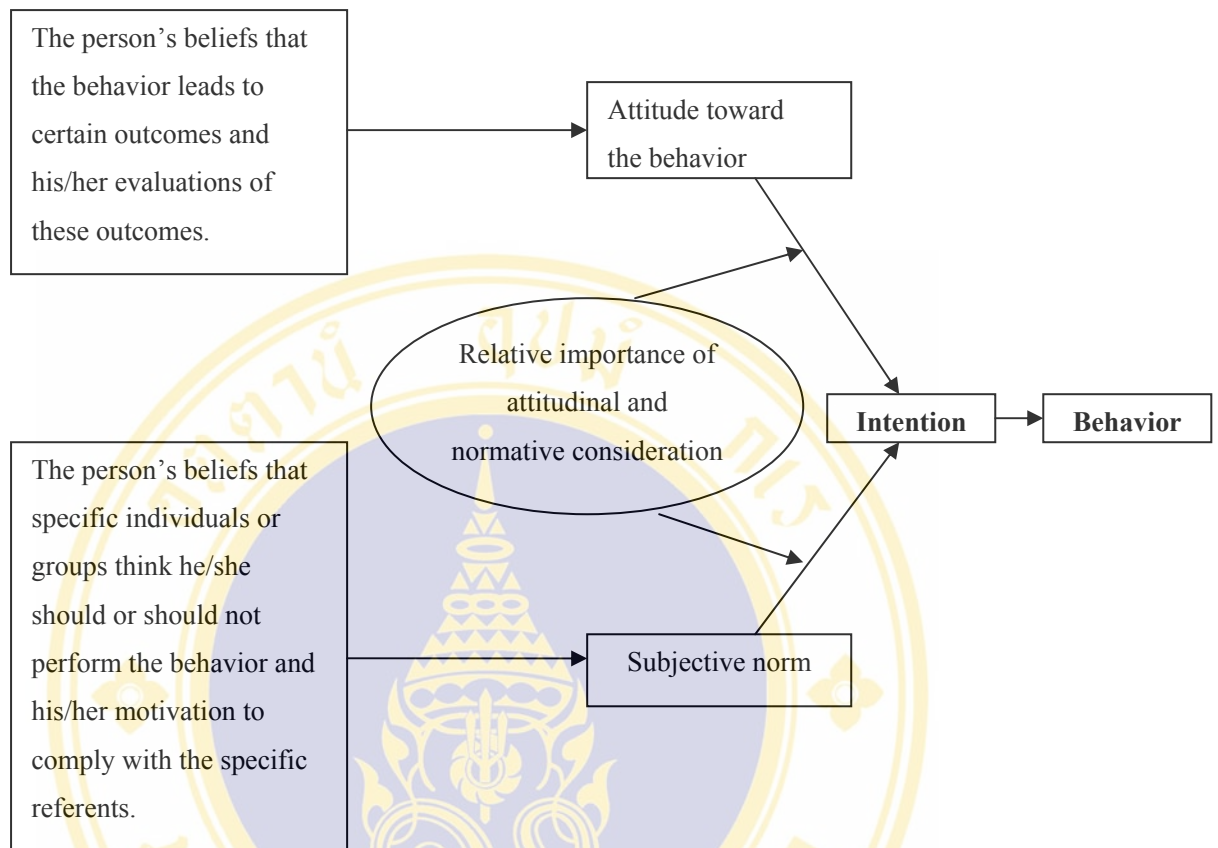 The person’s beliefs that
the behavior leads to
certain outcomes and
his/her evaluations of
these outcomes.
Attitude toward
the behavior
Relative importance of
attitudinal and
normative consideration
Intention
Behavior
The person’s beliefs that
specific individuals or
groups think he/she
should or should not
perform the behavior and
his/her motivation to
comply with the specific
referents.
Subjective norm